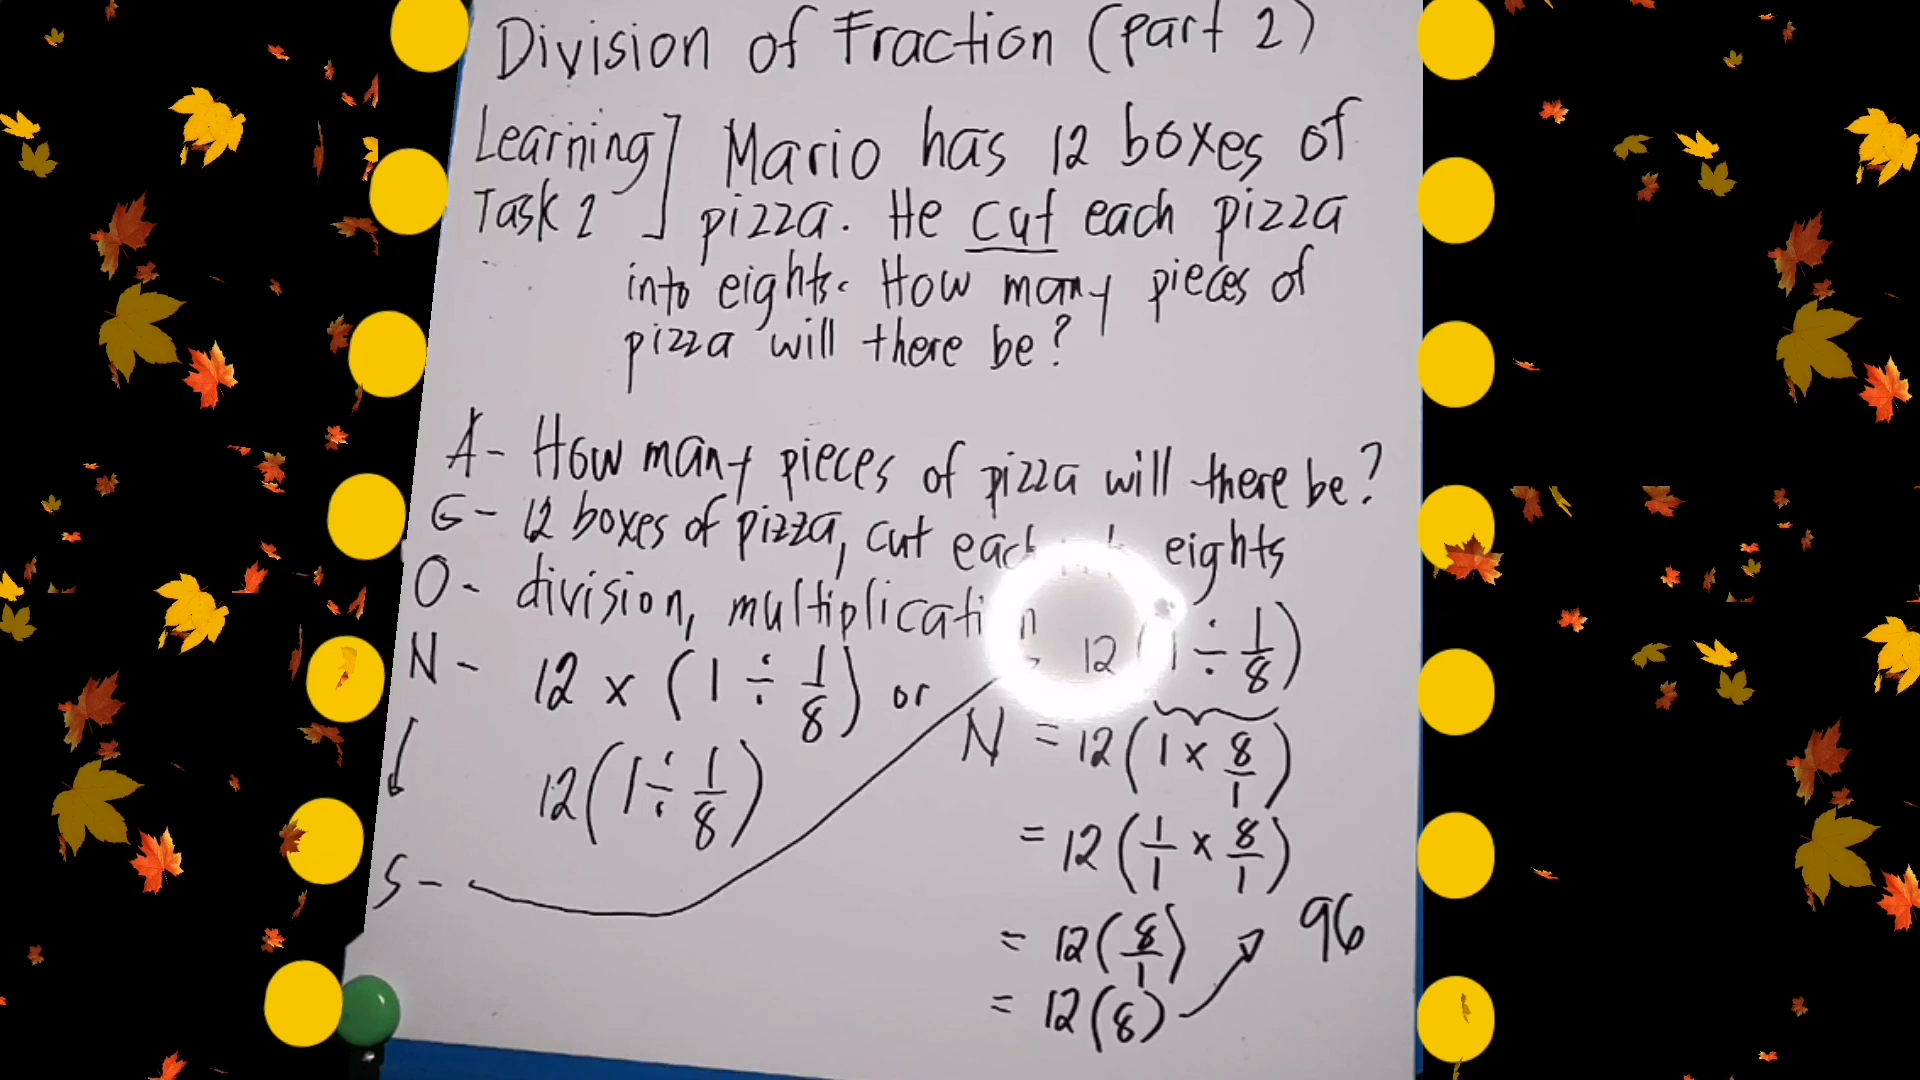 Division of Fraction (part 2)
Learning Task 2] Mario has 12 boxes of
pizza. He cut each pizza
into eights. How many pieces of
pizza will there be?
A- How many pieces of pizza will there be?
G- 12 boxes of pizza, cut each eights
O- division, multiplication
N- 12 x (1 ÷ 1/8) or
12(1 ÷ 1/8)
S-
12(1 ÷ 1/8)
N = 12(1 x 8/1)
= 12(1/1 x 8/1)
= 12(8/1)
= 12(8) 96